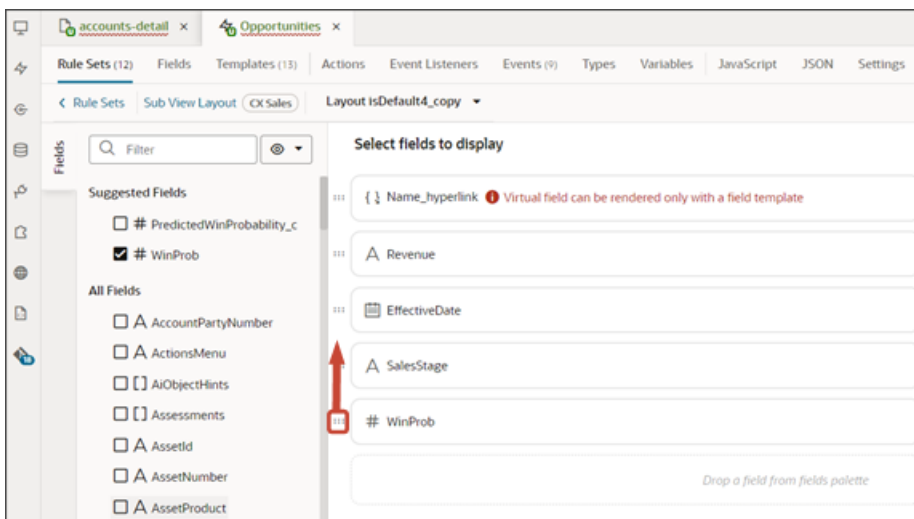 accounts-detail × Opportunities ×
Rule Sets (12) Fields Templates (13) Actions Event Listeners Events (9) Types Variables JavaScript JSON Settings
Rule Sets Sub View Layout CX Sales Layout isDefault4_copy
Fields
Filter
Select fields to display
Suggested Fields
{ } Name_hyperlink Virtual field can be rendered only with a field template
# PredictedWinProbability_c
# WinProb
A Revenue
All Fields
A AccountPartyNumber
EffectiveDate
A ActionsMenu
A SalesStage
[ ] AiObjectHints
[ ] Assessments
# WinProb
A AssetId
A AssetNumber
Drop a field from fields palette
A AssetProduct
18